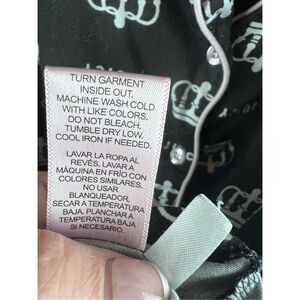 TURN GARMENT
INSIDE OUT.
MACHINE WASH COLD
WITH LIKE COLORS.
DO NOT BLEACH.
TUMBLE DRY LOW.
COOL IRON IF NEEDED.
LAVAR LA ROPA AL
REVÉS, LAVAR A
MÁQUINA EN FRÍO CON
COLORES SIMILARES,
NO USAR
BLANQUEADOR,
SECAR A TEMPERATURA
BAJA, PLANCHAR A
TEMPERATURA BAJA
SI NECESARIO.